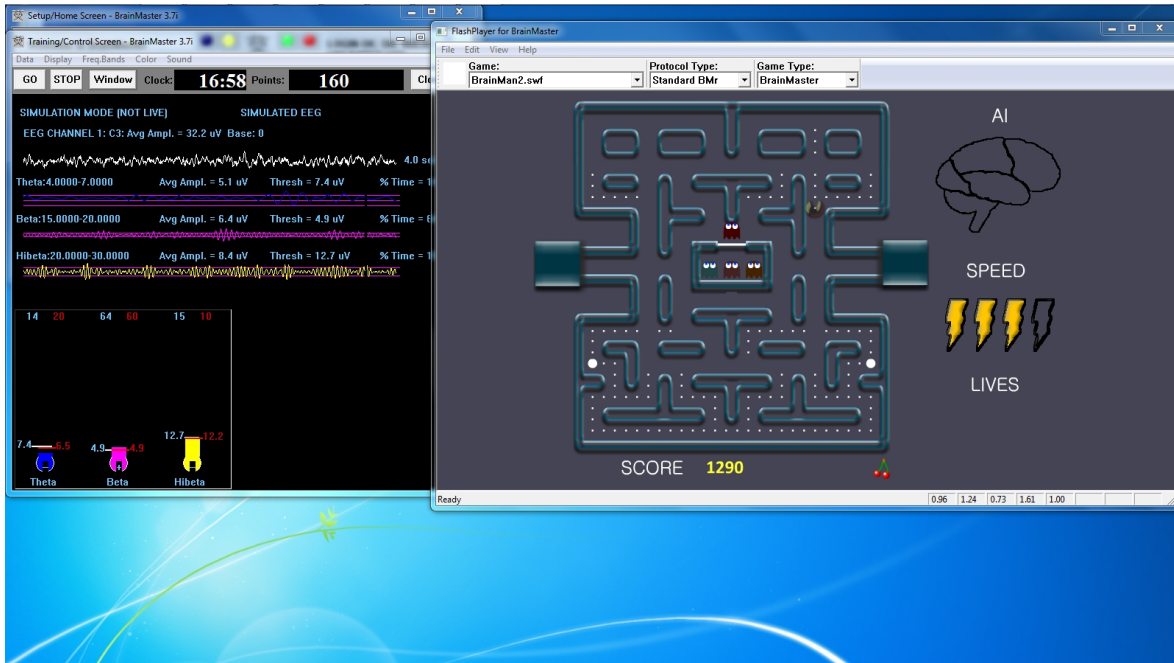 Setup/Home Screen - BrainMaster 3.7i
Training/Control Screen - BrainMaster 3.7i
Data Display Freq.Bands Color Sound
GO STOP Window Clock: 16:58 Points: 160
SIMULATION MODE (NOT LIVE) SIMULATED EEG
EEG CHANNEL 1: C3: Avg Ampl. = 32.2 uV Base: 0
4.0 se
Theta:4.0000-7.0000 Avg Ampl. = 5.1 uV Thresh = 7.4 uV % Time = 1
Beta:15.0000-20.0000 Avg Ampl. = 6.4 uV Thresh = 4.9 uV % Time = 6
Hibeta:20.0000-30.0000 Avg Ampl. = 8.4 uV Thresh = 12.7 uV % Time = 1
14 20 64 60 15 10
7.4 6.5 4.9 4.9 12.7 12.2
Theta Beta Hibeta
FlashPlayer for BrainMaster
File Edit View Help
Game: Protocol Type: Game Type:
BrainMan2.swf Standard BMr BrainMaster
AI
SPEED
LIVES
SCORE 1290
Ready 0.96 1.24 0.73 1.61 1.00